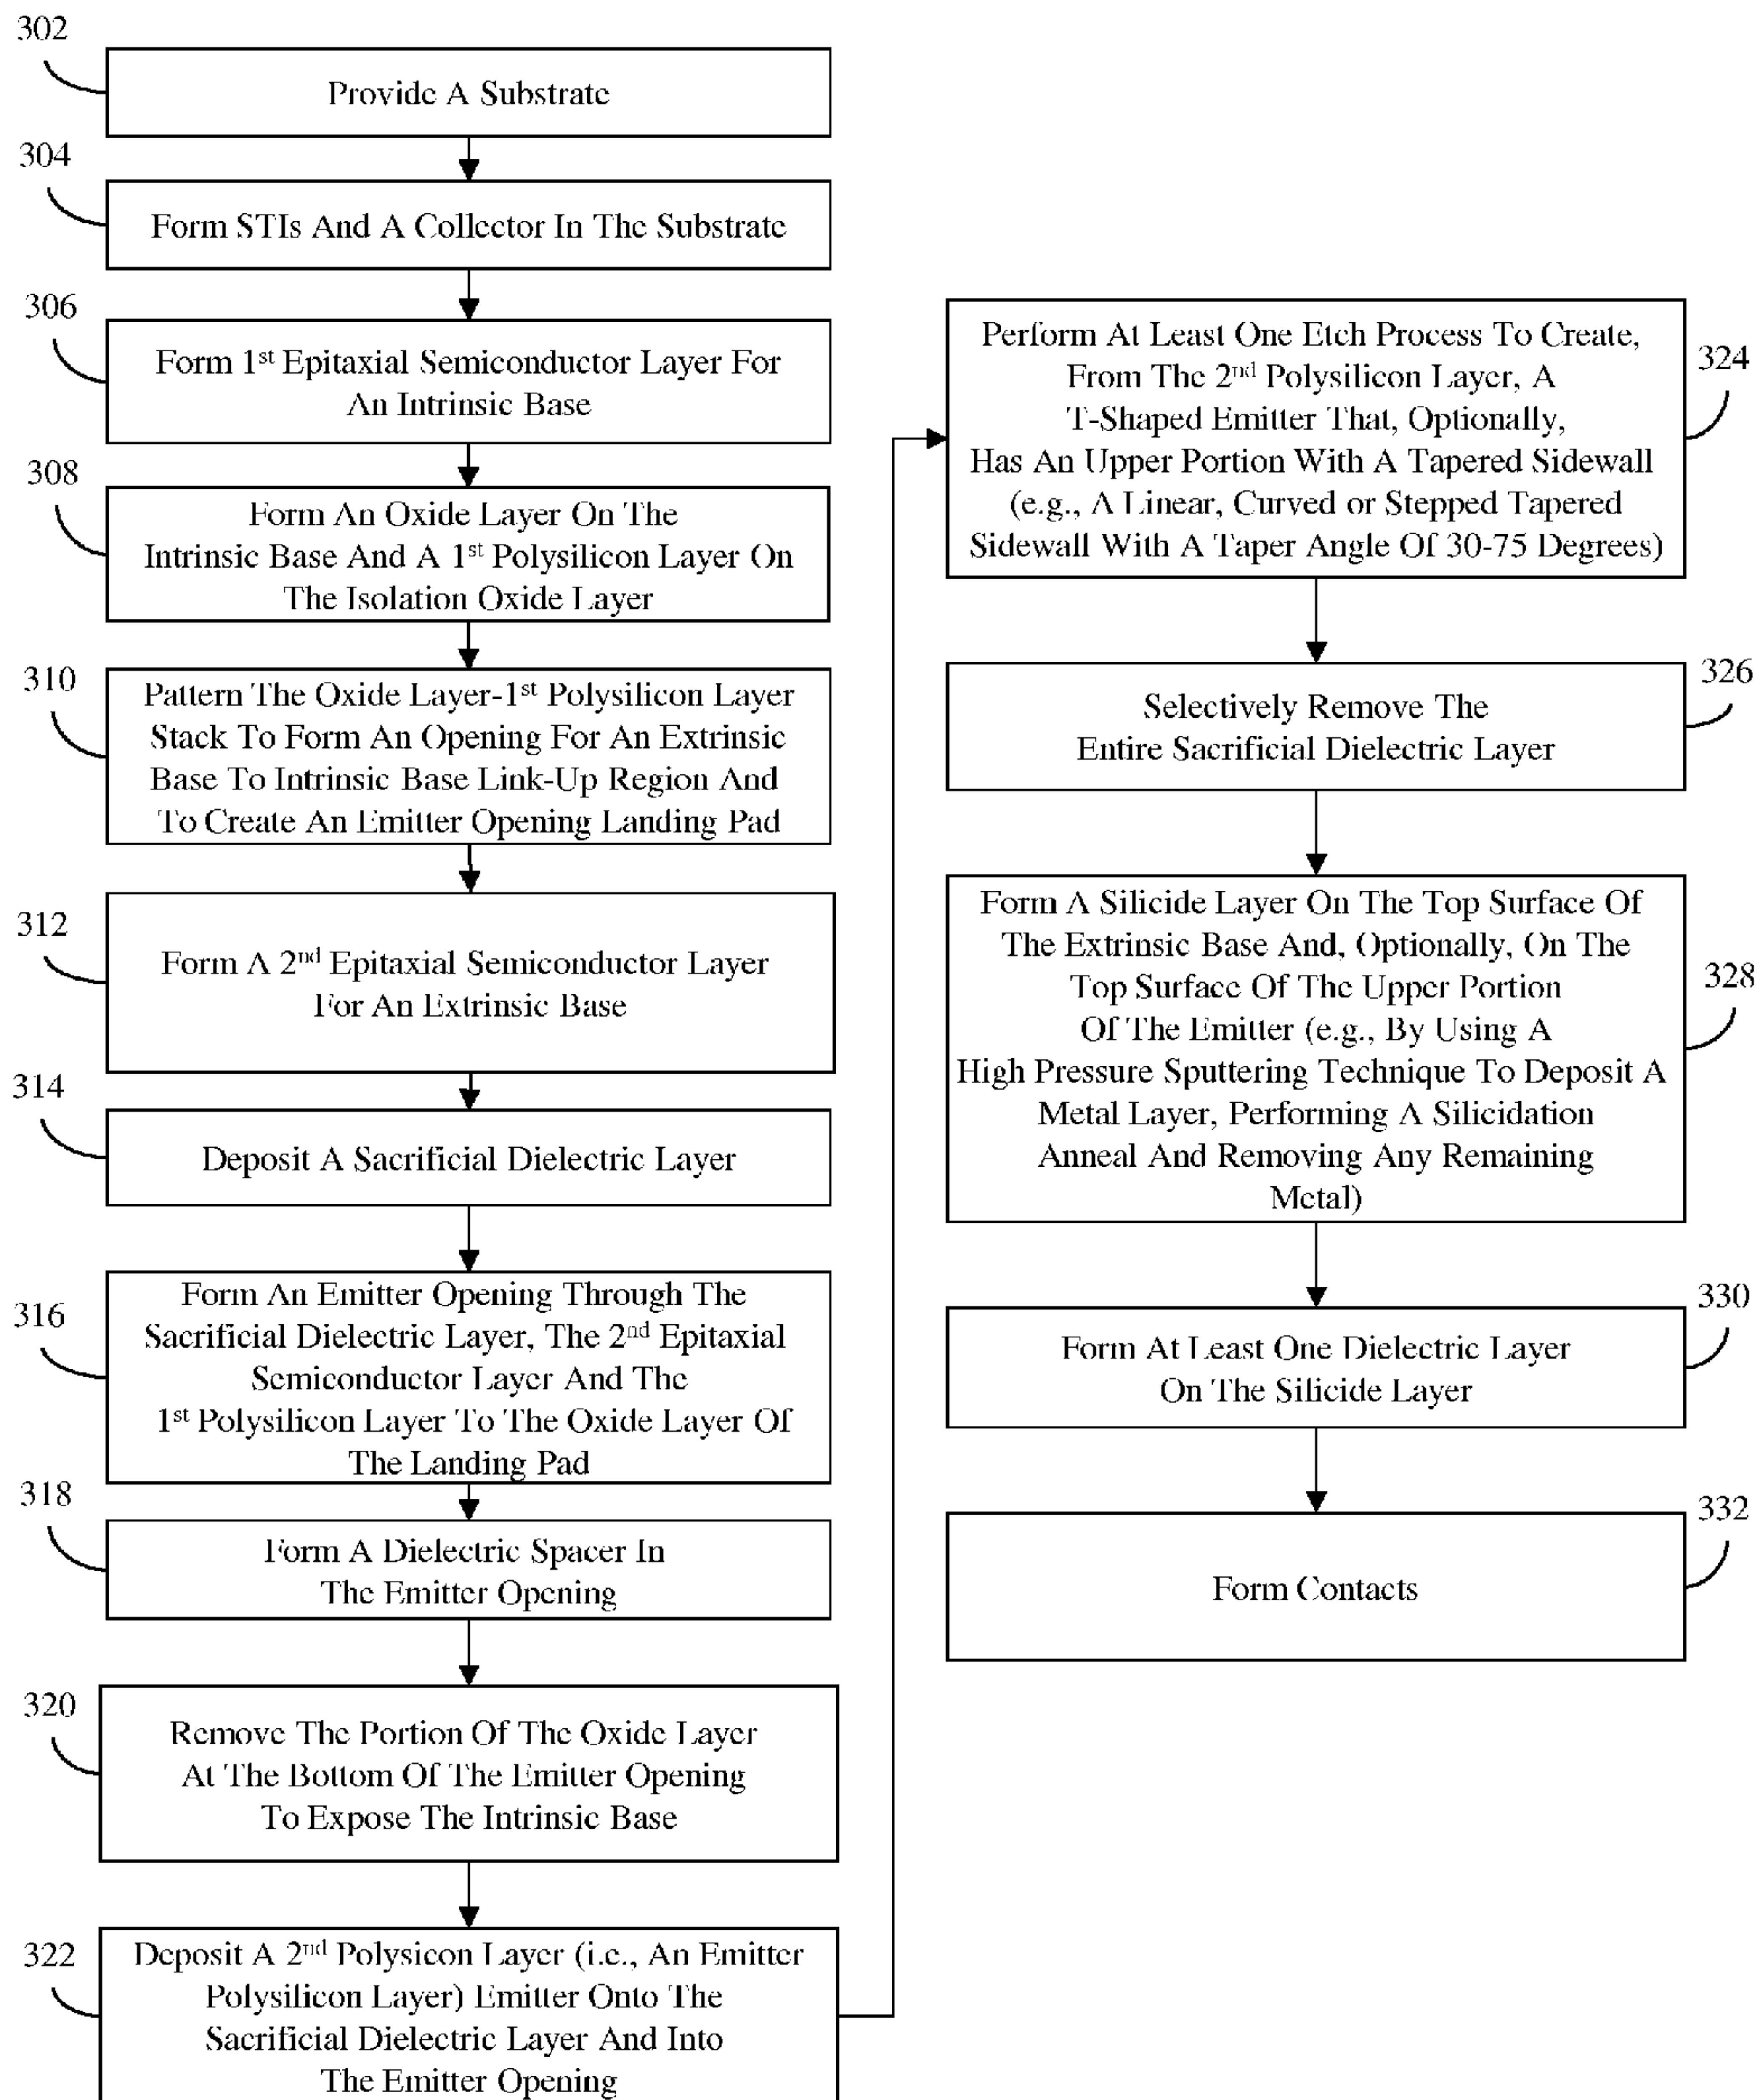 302
Provide A Substrate
304
Form STIs And A Collector In The Substrate
306
Form 1st Epitaxial Semiconductor Layer For
An Intrinsic Base
308
Form An Oxide Layer On The
Intrinsic Base And A 1st Polysilicon Layer On
The Isolation Oxide Layer
310
Pattern The Oxide Layer-1st Polysilicon Layer
Stack To Form An Opening For An Extrinsic
Base To Intrinsic Base Link-Up Region And
To Create An Emitter Opening Landing Pad
312
Form A 2nd Epitaxial Semiconductor Layer
For An Extrinsic Base
314
Deposit A Sacrificial Dielectric Layer
316
Form An Emitter Opening Through The
Sacrificial Dielectric Layer, The 2nd Epitaxial
Semiconductor Layer And The
1st Polysilicon Layer To The Oxide Layer Of
The Landing Pad
318
Form A Dielectric Spacer In
The Emitter Opening
320
Remove The Portion Of The Oxide Layer
At The Bottom Of The Emitter Opening
To Expose The Intrinsic Base
322
Deposit A 2nd Polysicon Layer (i.e., An Emitter
Polysilicon Layer) Emitter Onto The
Sacrificial Dielectric Layer And Into
The Emitter Opening
Perform At Least One Etch Process To Create,
From The 2nd Polysilicon Layer, A
T-Shaped Emitter That, Optionally,
Has An Upper Portion With A Tapered Sidewall
(e.g., A Linear, Curved or Stepped Tapered
Sidewall With A Taper Angle Of 30-75 Degrees)
324
Selectively Remove The
Entire Sacrificial Dielectric Layer
326
Form A Silicide Layer On The Top Surface Of
The Extrinsic Base And, Optionally, On The
Top Surface Of The Upper Portion
Of The Emitter (e.g., By Using A
High Pressure Sputtering Technique To Deposit A
Metal Layer, Performing A Silicidation
Anneal And Removing Any Remaining
Metal)
328
Form At Least One Dielectric Layer
On The Silicide Layer
330
Form Contacts
332